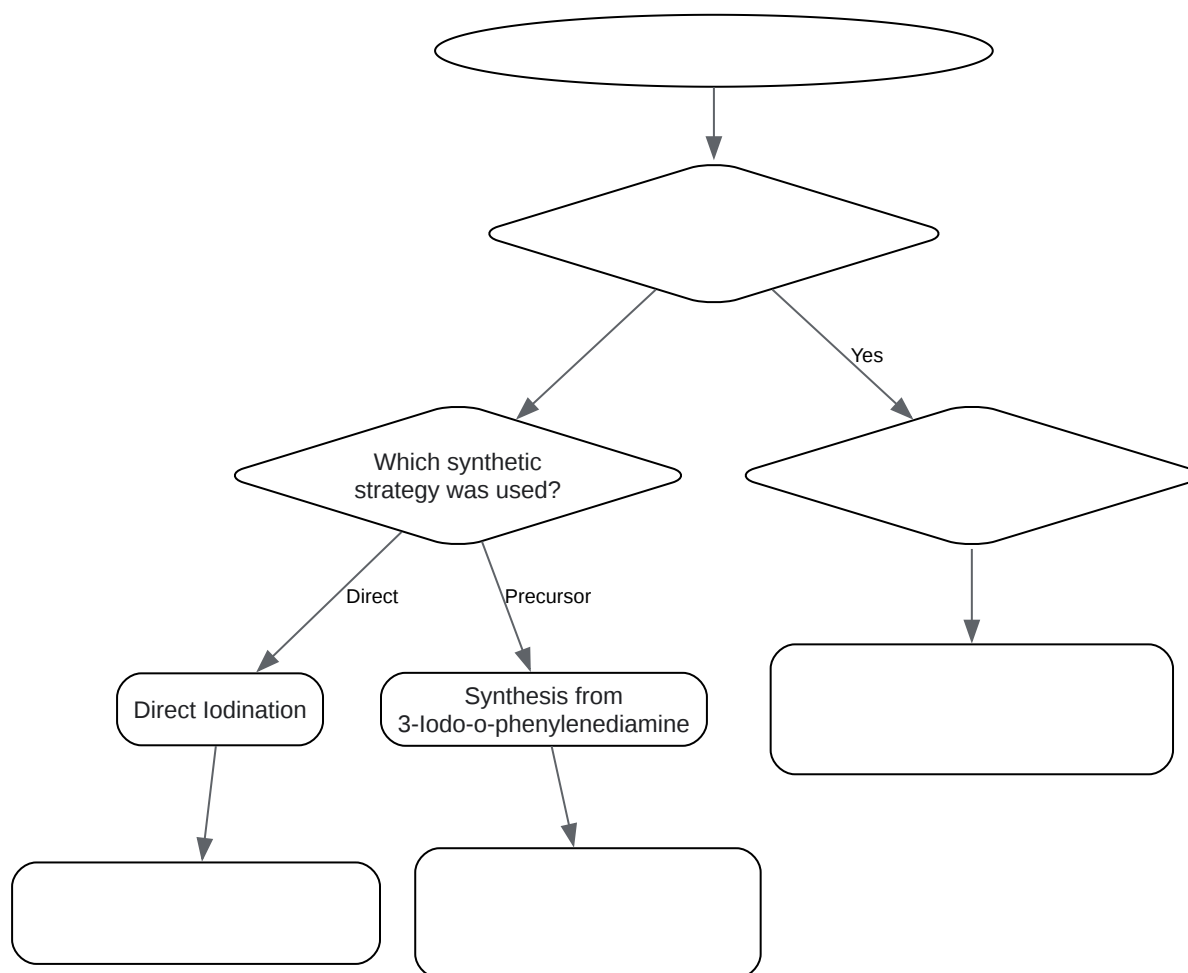 Yes
Which synthetic
strategy was used?
Direct
Precursor
Direct Iodination
Synthesis from
3-Iodo-o-phenylenediamine